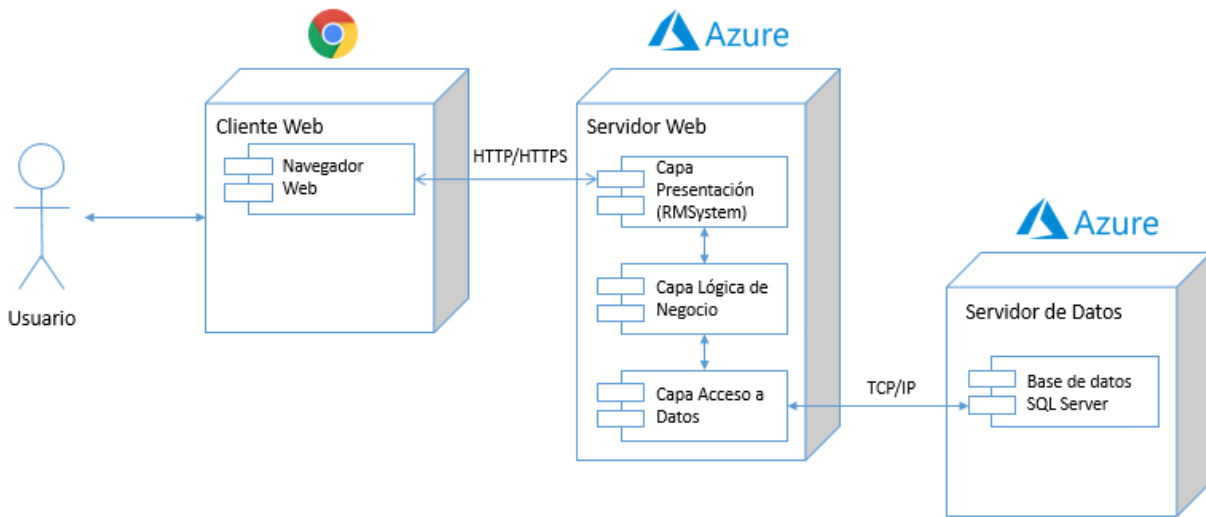 Azure
Azure
Cliente Web
Navegador
Web
HTTP/HTTPS
Servidor Web
Capa
Presentación
(RMSystem)
Capa Lógica de
Negocio
Capa Acceso a
Datos
TCP/IP
Servidor de Datos
Base de datos
SQL Server
Usuario